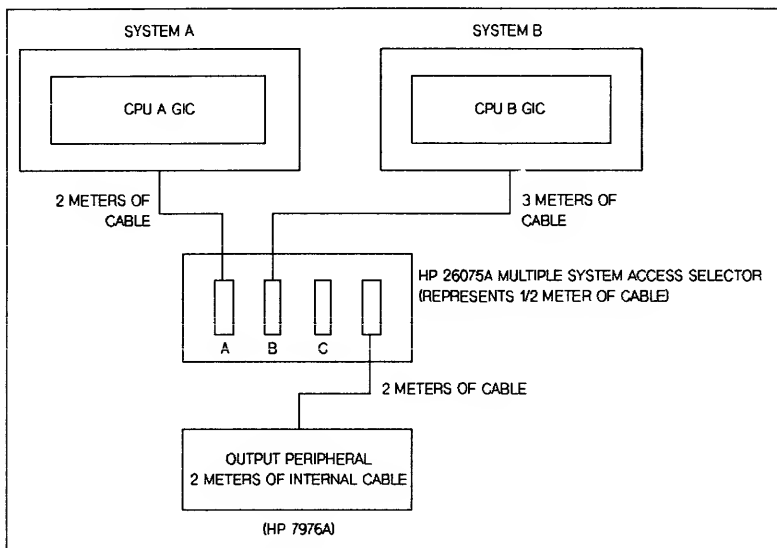 SYSTEM A
SYSTEM B
CPU A GIC
CPU B GIC
2 METERS OF
CABLE
3 METERS OF
CABLE
HP 26075A MULTIPLE SYSTEM ACCESS SELECTOR
(REPRESENTS 1/2 METER OF CABLE)
A B C
2 METERS OF CABLE
OUTPUT PERIPHERAL
2 METERS OF INTERNAL CABLE
(HP 7976A)